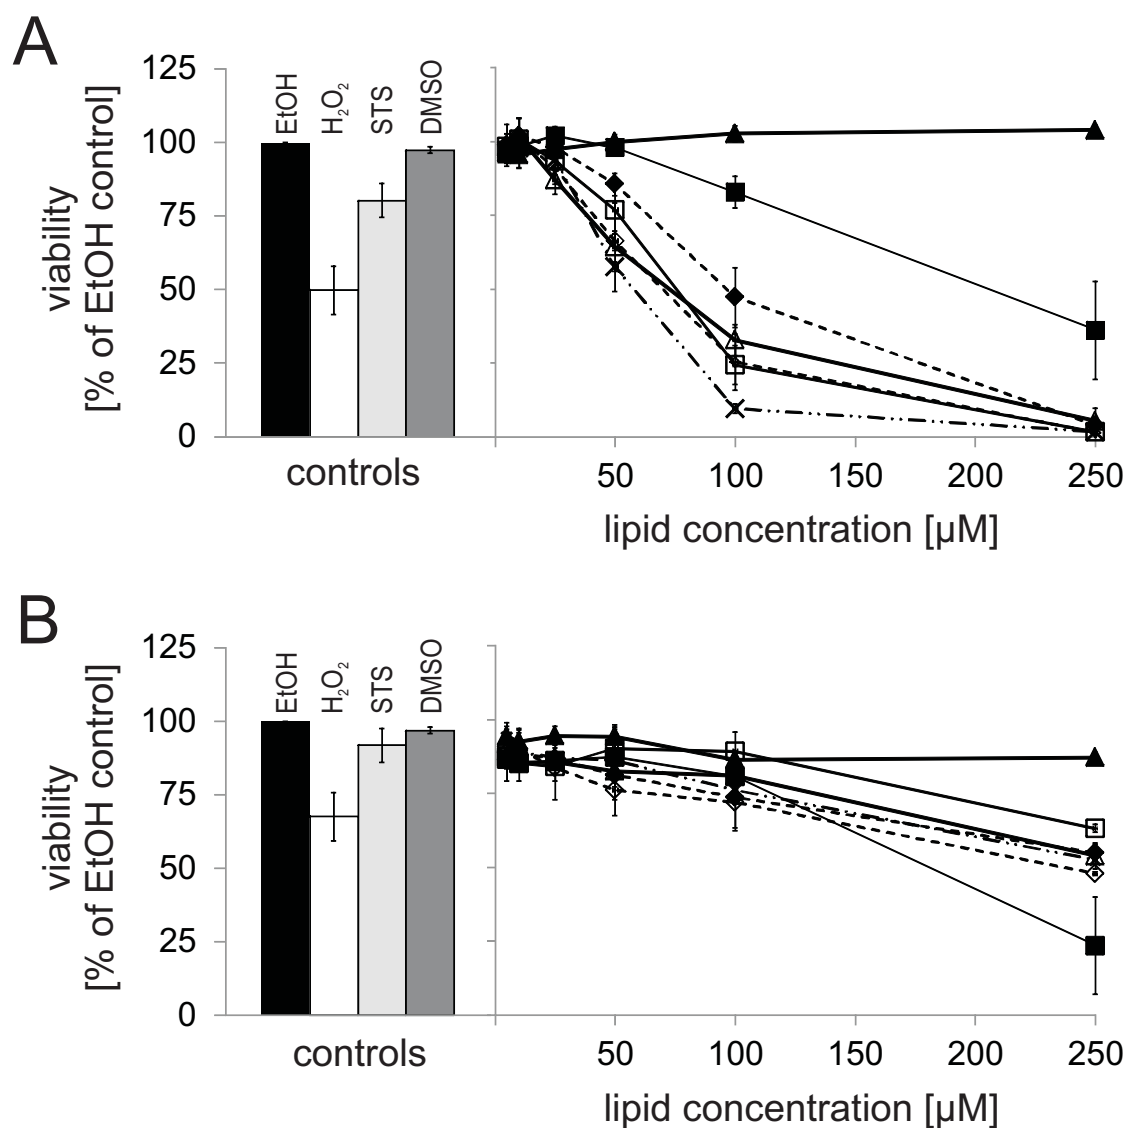 A
viability
[% of EtOH control]
125
100
75
50
25
0
EtOH
H₂O₂
STS
DMSO
controls
50 100 150 200 250
lipid concentration [µM]
B
viability
[% of EtOH control]
125
100
75
50
25
0
EtOH
H₂O₂
STS
DMSO
controls
50 100 150 200 250
lipid concentration [µM]